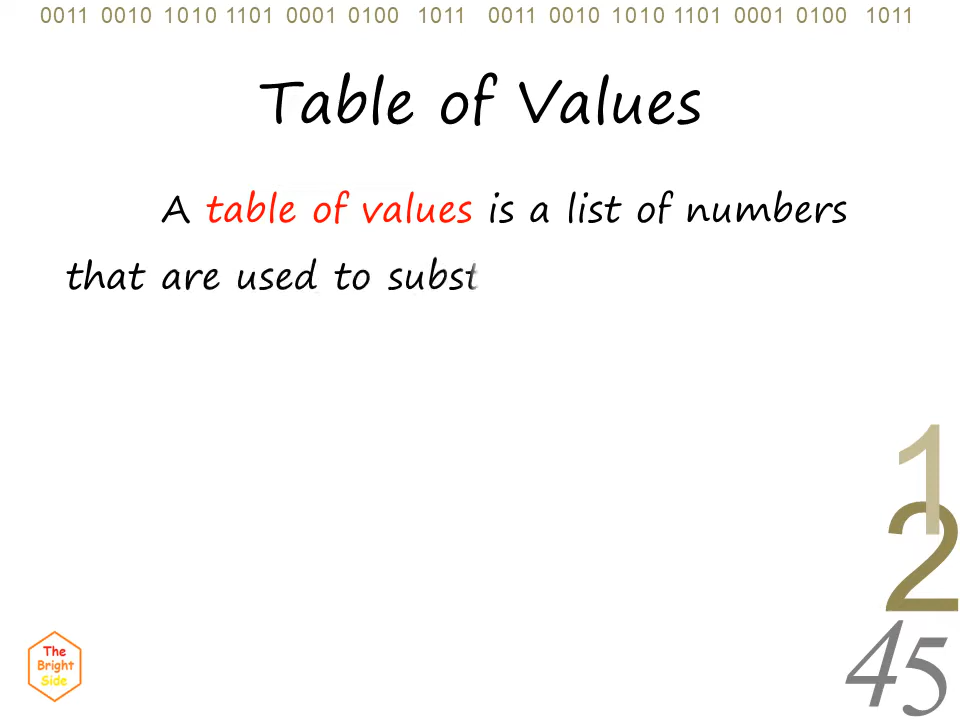 0011 0010 1010 1101 0001 0100 1011 0011 0010 1010 1101 0001 0100 1011
Table of Values
A table of values is a list of numbers
that are used to subst
1
2
45
The
Bright
Side